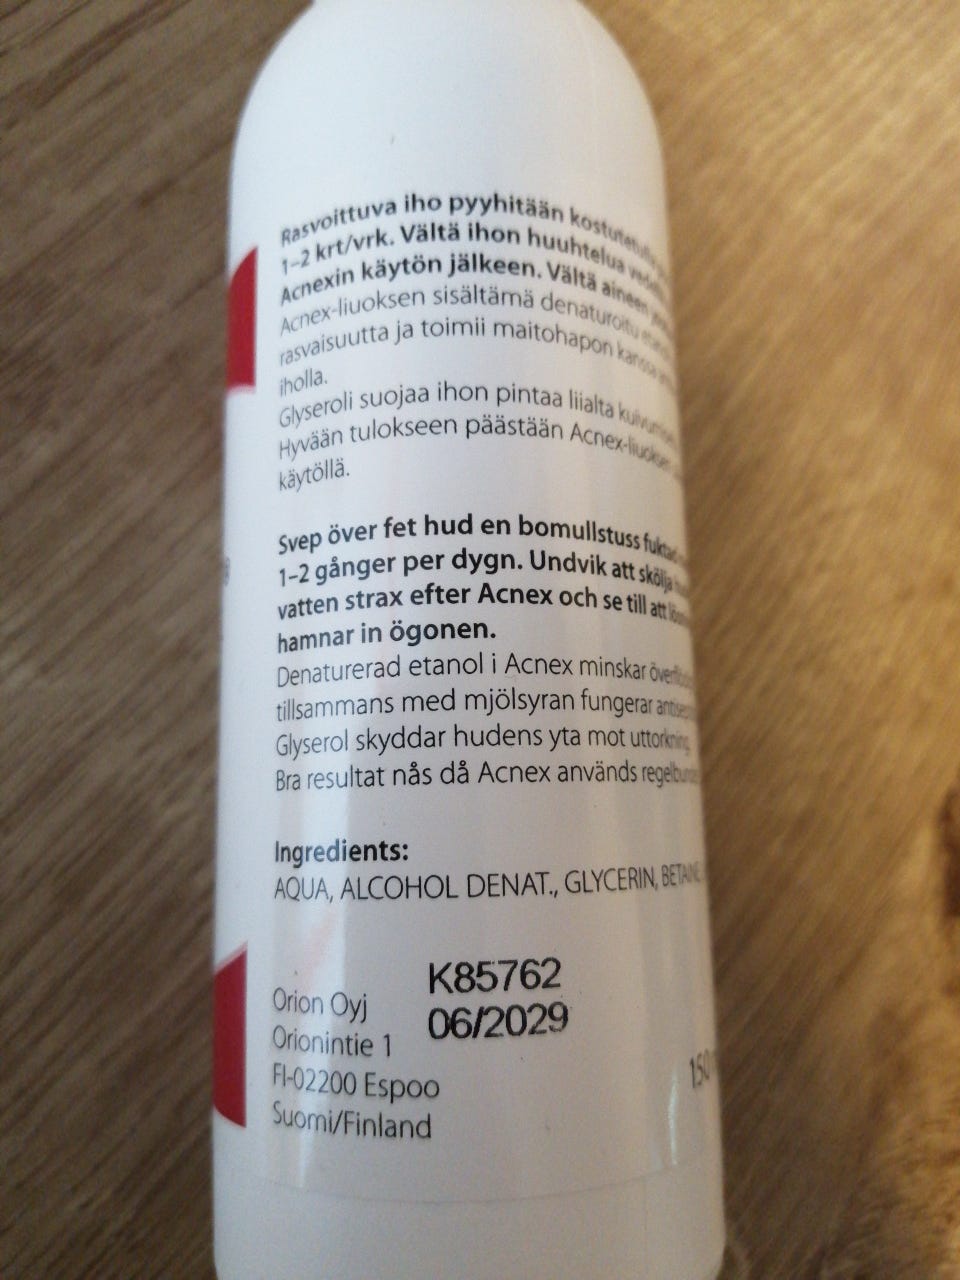 Rasvoittuva iho pyyhitään kostutetulla
1–2 krt/vrk. Vältä ihon huuhtelua
Acnexin käytön jälkeen. Vältä aineen
Acnex-liuoksen sisältämä denaturoitu
rasvaisuutta ja toimii maitohapon kanssa
iholla.
Glyseroli suojaa ihon pintaa liialta
Hyvään tulokseen päästään Acnex-liuoksen
käytöllä.
Svep över fet hud en bomullstuss
1–2 gånger per dygn. Undvik att skölja
vatten strax efter Acnex och se till att
hamnar in ögonen.
Denaturerad etanol i Acnex minskar
tillsammans med mjölsyran fungerar
Glyserol skyddar hudens yta mot uttorkning
Bra resultat nås då Acnex används
Ingredients:
AQUA, ALCOHOL DENAT., GLYCERIN, BETAINE
K85762
06/2029
Orion Oyj
Orionintie 1
FI-02200 Espoo
Suomi/Finland
150